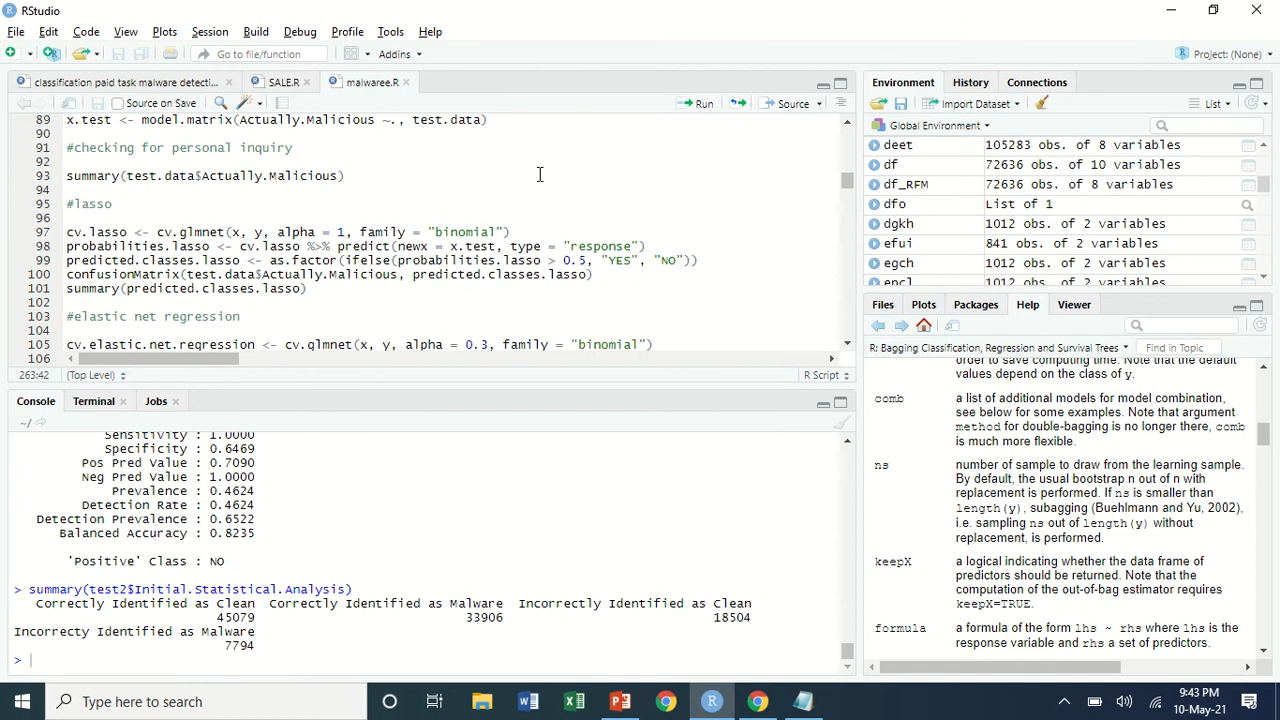 RStudio
File Edit Code View Plots Session Build Debug Profile Tools Help
Go to file/function Addins Project: (None)
classification paid task malware detecti... SALE.R malwaree.R
Source on Save Run Source
89 x.test <- model.matrix(Actually.Malicious ~., test.data)
90
91 #checking for personal inquiry
92
93 summary(test.data$Actually.Malicious)
94
95 #lasso
96
97 cv.lasso <- cv.glmnet(x, y, alpha = 1, family = "binomial")
98 probabilities.lasso <- cv.lasso %>% predict(newx = x.test, type = "response")
99 predicted.classes.lasso <- as.factor(ifelse(probabilities.lasso > 0.5, "YES", "NO"))
100 confusionMatrix(test.data$Actually.Malicious, predicted.classes.lasso)
101 summary(predicted.classes.lasso)
102
103 #elastic net regression
104
105 cv.elastic.net.regression <- cv.glmnet(x, y, alpha = 0.3, family = "binomial")
106
263:42 (Top Level) R Script
Console Terminal Jobs
~/
Sensitivity : 1.0000
Specificity : 0.6469
Pos Pred Value : 0.7090
Neg Pred Value : 1.0000
Prevalence : 0.4624
Detection Rate : 0.4624
Detection Prevalence : 0.6522
Balanced Accuracy : 0.8235
'Positive' Class : NO
> summary(test2$Initial.Statistical.Analysis)
Correctly Identified as Clean Correctly Identified as Malware Incorrectly Identified as Clean
45079 33906 18504
Incorrecty Identified as Malware
7794
>
Environment History Connections
Import Dataset List
Global Environment
deet 105283 obs. of 8 variables
df 72636 obs. of 10 variables
df_RFM 72636 obs. of 8 variables
dfo List of 1
dgkh 1012 obs. of 2 variables
efui 841 obs. of 2 variables
egch 1012 obs. of 2 variables
encl 1012 obs. of 2 variables
Files Plots Packages Help Viewer
R: Bagging Classification, Regression and Survival Trees Find in Topic
order to save computing time. Note that the default
values depend on the class of y.
comb a list of additional models for model combination,
see below for some examples. Note that argument
method for double-bagging is no longer there, comb
is much more flexible.
ns number of sample to draw from the learning sample.
By default, the usual bootstrap n out of n with
replacement is performed. If ns is smaller than
length(y), subagging (Buehlmann and Yu, 2002),
i.e. sampling ns out of length(y) without
replacement, is performed.
keepX a logical indicating whether the data frame of
predictors should be returned. Note that the
computation of the out-of-bag estimator requires
keepX=TRUE.
formula a formula of the form lhs ~ rhs where lhs is the
response variable and rhs a set of predictors.
Type here to search
9:43 PM
10-May-21